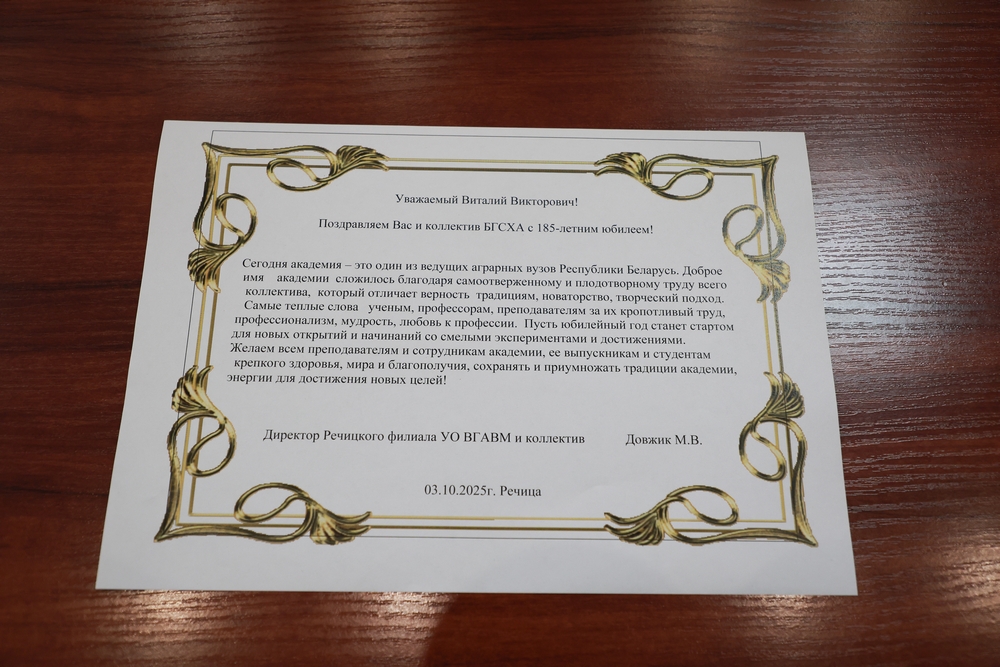 Уважаемый Виталий Викторович!
Поздравляем Вас и коллектив БГСХА с 185-летним юбилеем!
Сегодня академия – это один из ведущих аграрных вузов Республики Беларусь. Доброе
имя академии сложилось благодаря самоотверженному и плодотворному труду всего
коллектива, который отличает верность традициям, новаторство, творческий подход.
Самые теплые слова ученым, профессорам, преподавателям за их кропотливый труд,
профессионализм, мудрость, любовь к профессии. Пусть юбилейный год станет стартом
для новых открытий и начинаний со смелыми экспериментами и достижениями.
Желаем всем преподавателям и сотрудникам академии, ее выпускникам и студентам
крепкого здоровья, мира и благополучия, сохранять и приумножать традиции академии,
энергии для достижения новых целей!
Директор Речицкого филиала УО ВГАВМ и коллектив Довжик М.В.
03.10.2025г. Речица